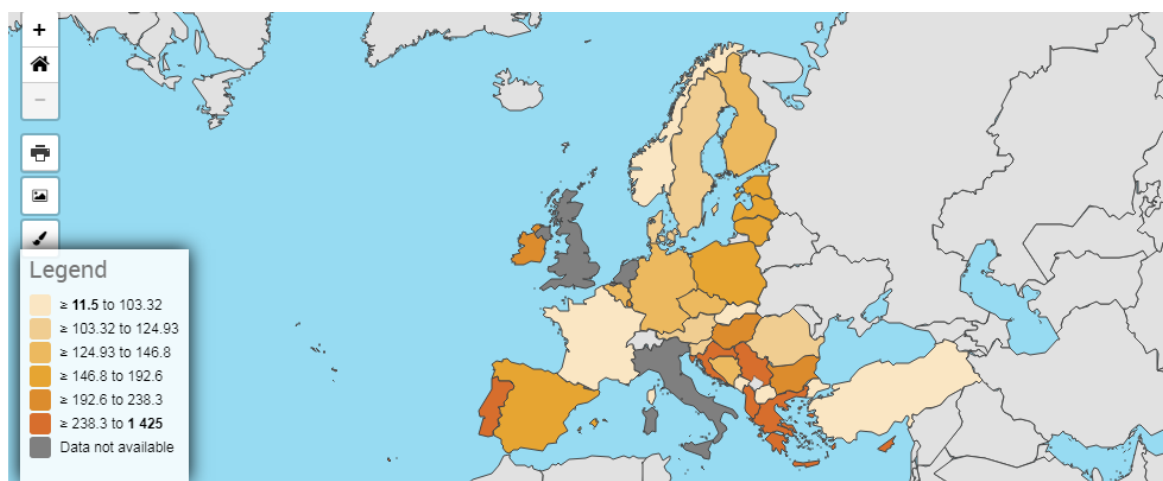 +
−
Legend
≥ 11.5 to 103.32
≥ 103.32 to 124.93
≥ 124.93 to 146.8
≥ 146.8 to 192.6
≥ 192.6 to 238.3
≥ 238.3 to 1 425
Data not available